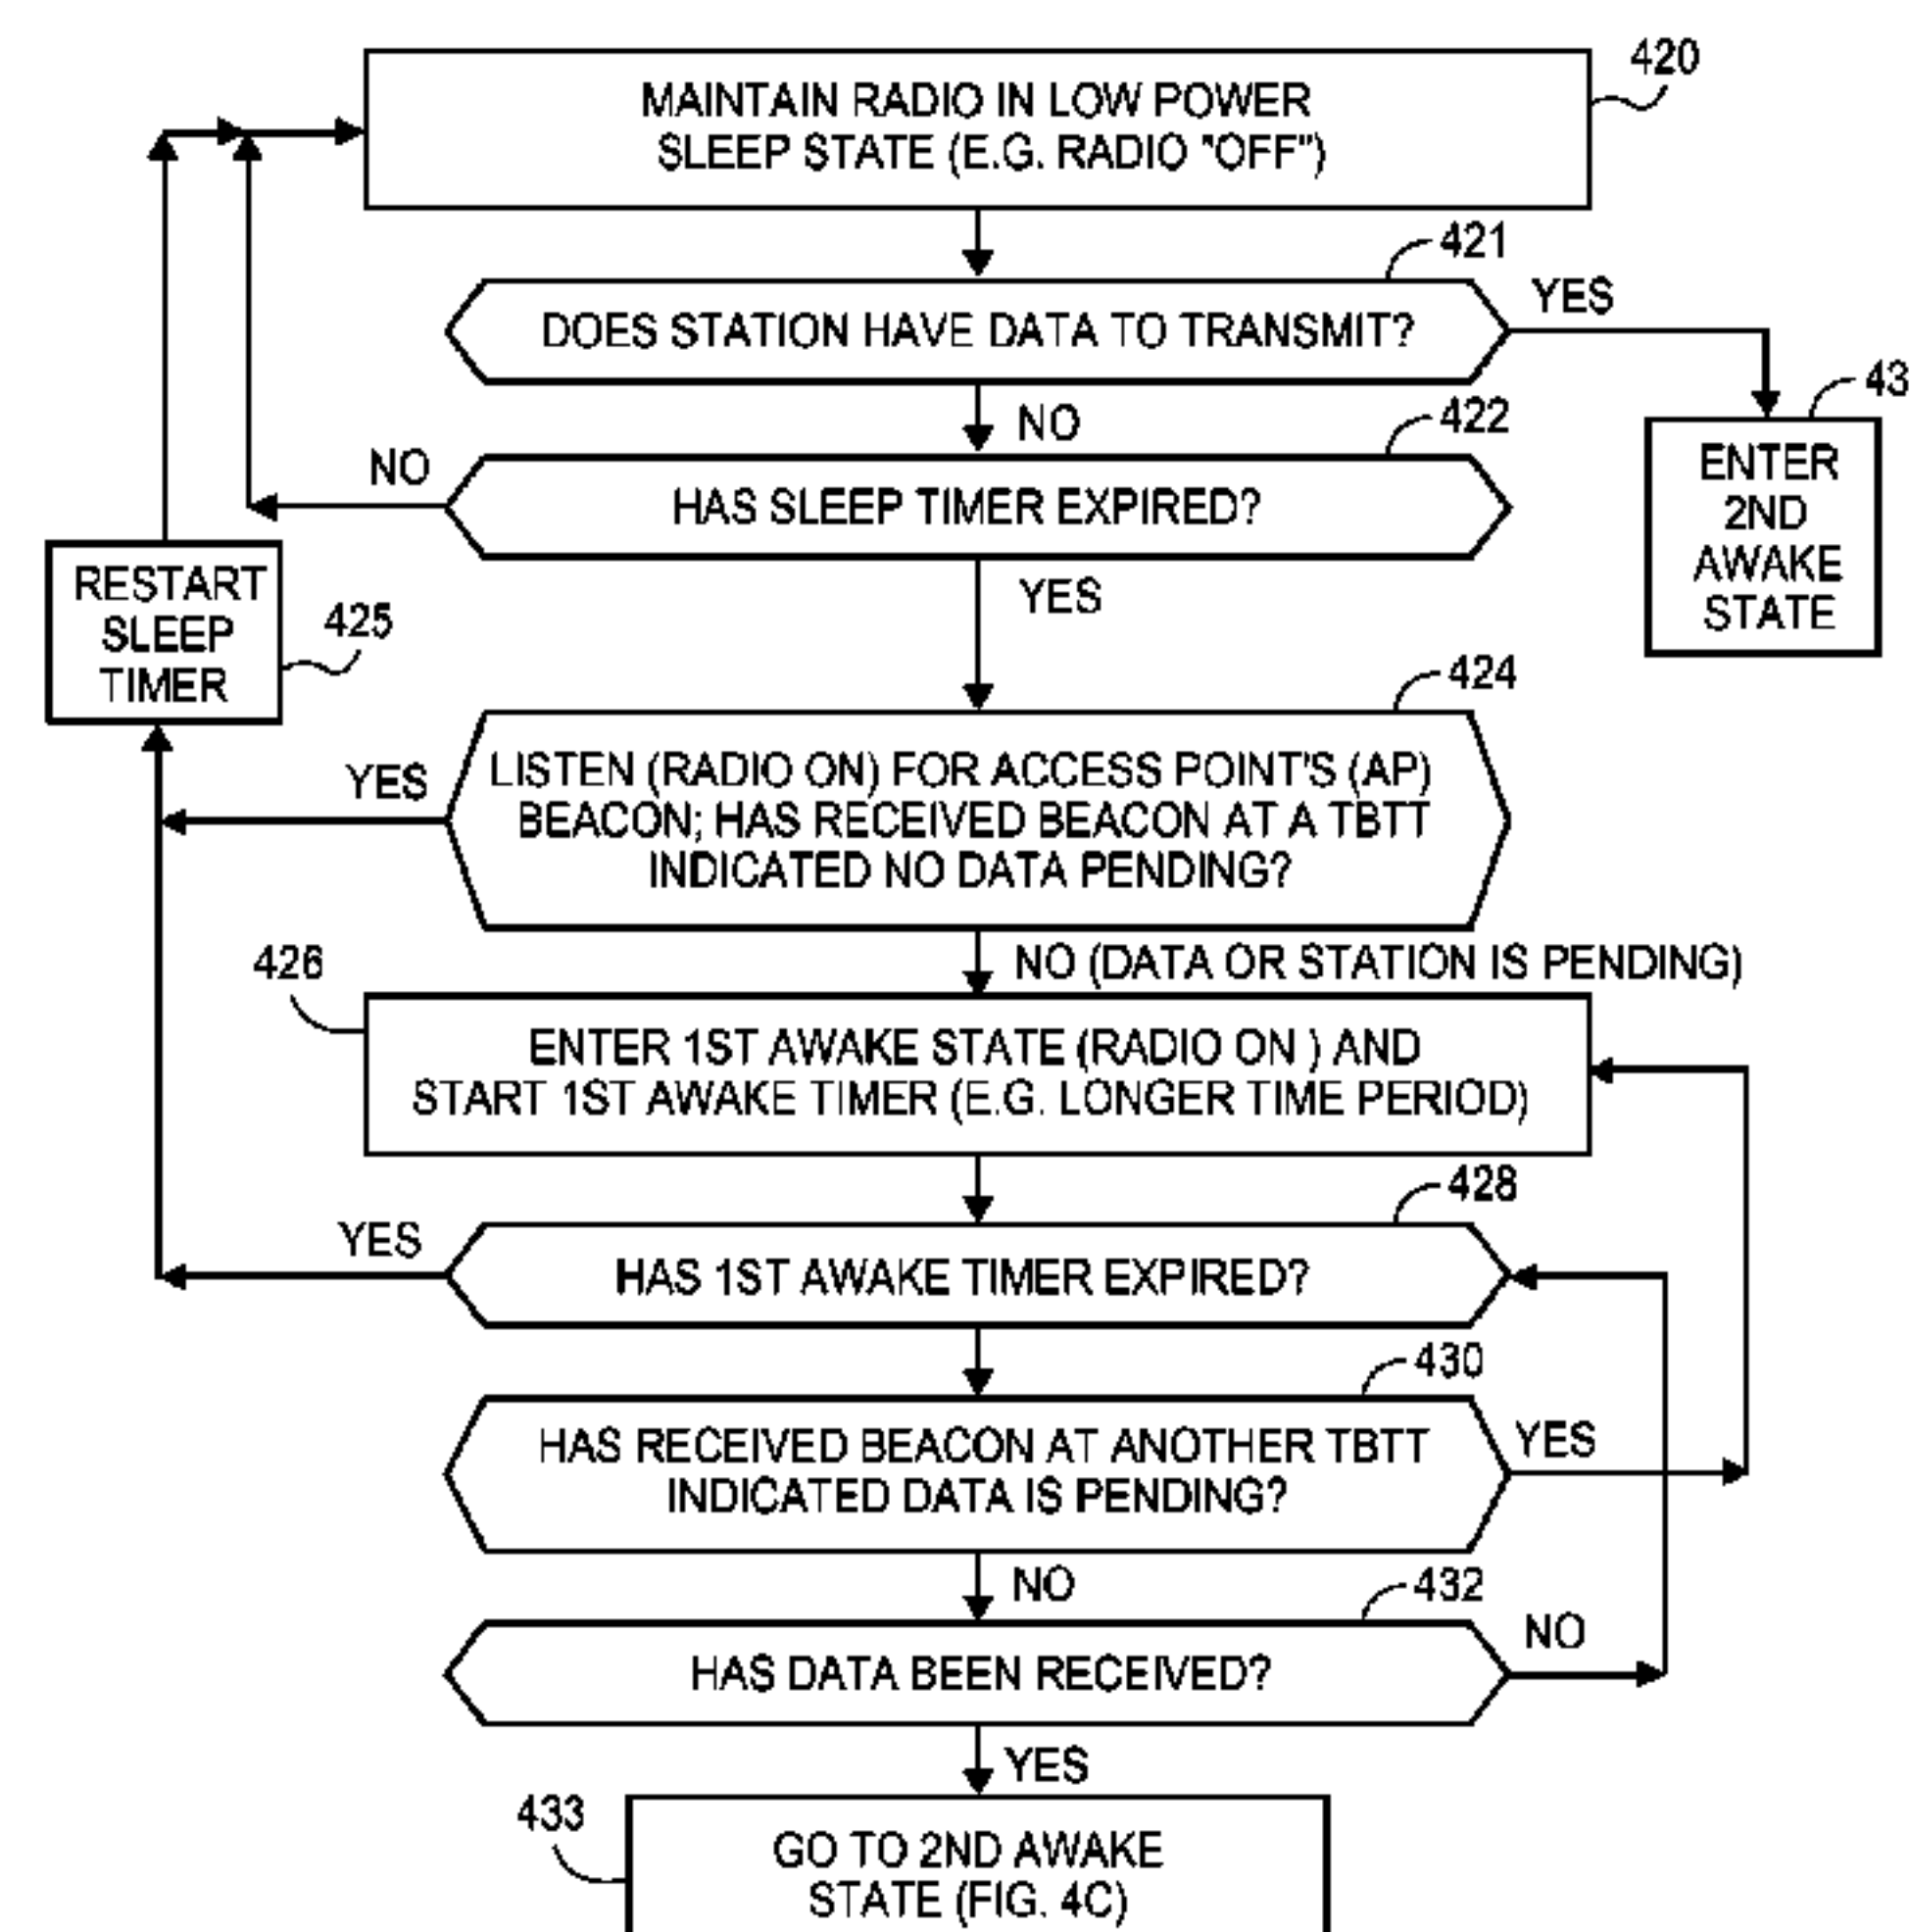 420
MAINTAIN RADIO IN LOW POWER
SLEEP STATE (E.G. RADIO "OFF")
421
DOES STATION HAVE DATA TO TRANSMIT?
YES
43
ENTER
2ND
AWAKE
STATE
NO
422
HAS SLEEP TIMER EXPIRED?
NO
YES
RESTART
SLEEP
TIMER
425
424
LISTEN (RADIO ON) FOR ACCESS POINT'S (AP)
BEACON; HAS RECEIVED BEACON AT A TBTT
INDICATED NO DATA PENDING?
YES
NO (DATA OR STATION IS PENDING)
426
ENTER 1ST AWAKE STATE (RADIO ON ) AND
START 1ST AWAKE TIMER (E.G. LONGER TIME PERIOD)
428
HAS 1ST AWAKE TIMER EXPIRED?
YES
430
HAS RECEIVED BEACON AT ANOTHER TBTT
INDICATED DATA IS PENDING?
YES
NO
432
HAS DATA BEEN RECEIVED?
NO
YES
433
GO TO 2ND AWAKE
STATE (FIG. 4C)